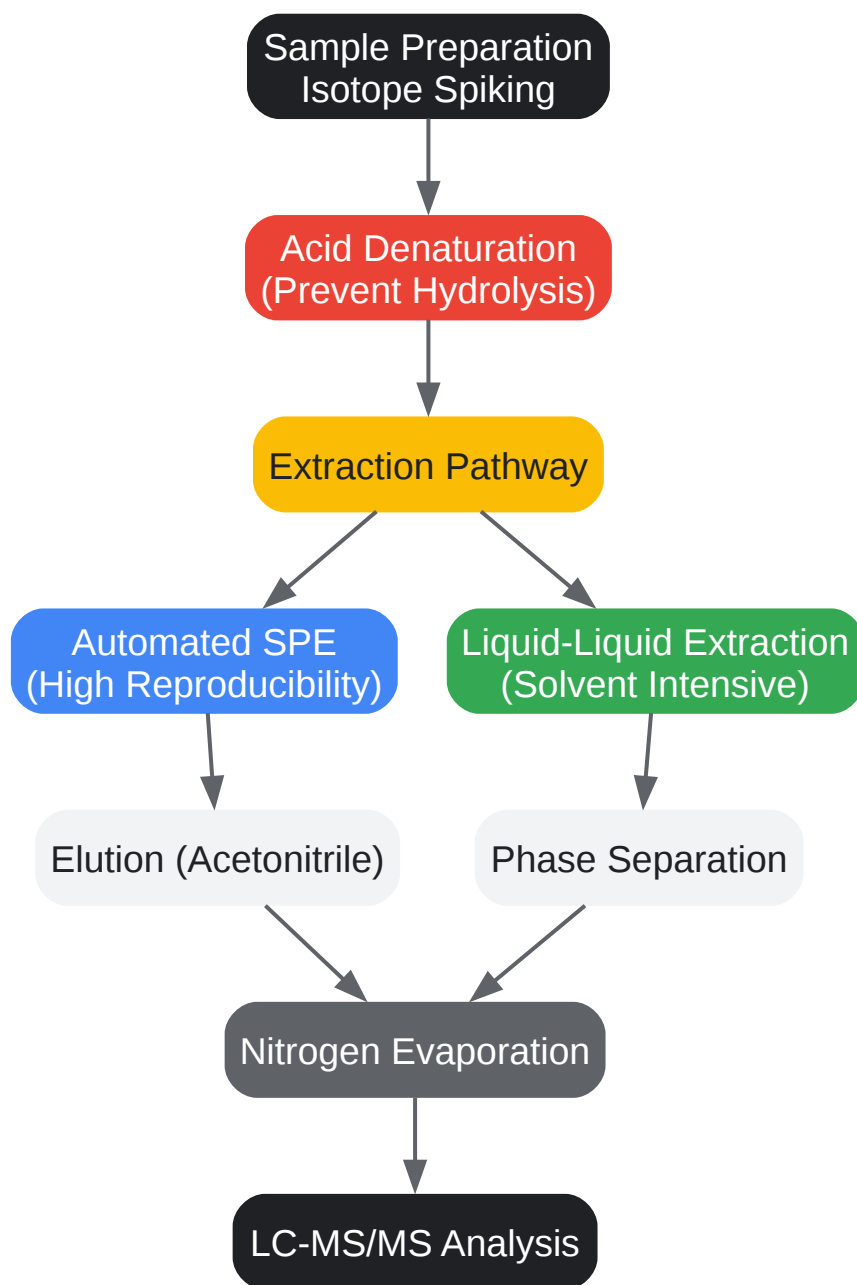 Sample Preparation
Isotope Spiking
Acid Denaturation
(Prevent Hydrolysis)
Extraction Pathway
Automated SPE
(High Reproducibility)
Liquid-Liquid Extraction
(Solvent Intensive)
Elution (Acetonitrile)
Phase Separation
Nitrogen Evaporation
LC-MS/MS Analysis